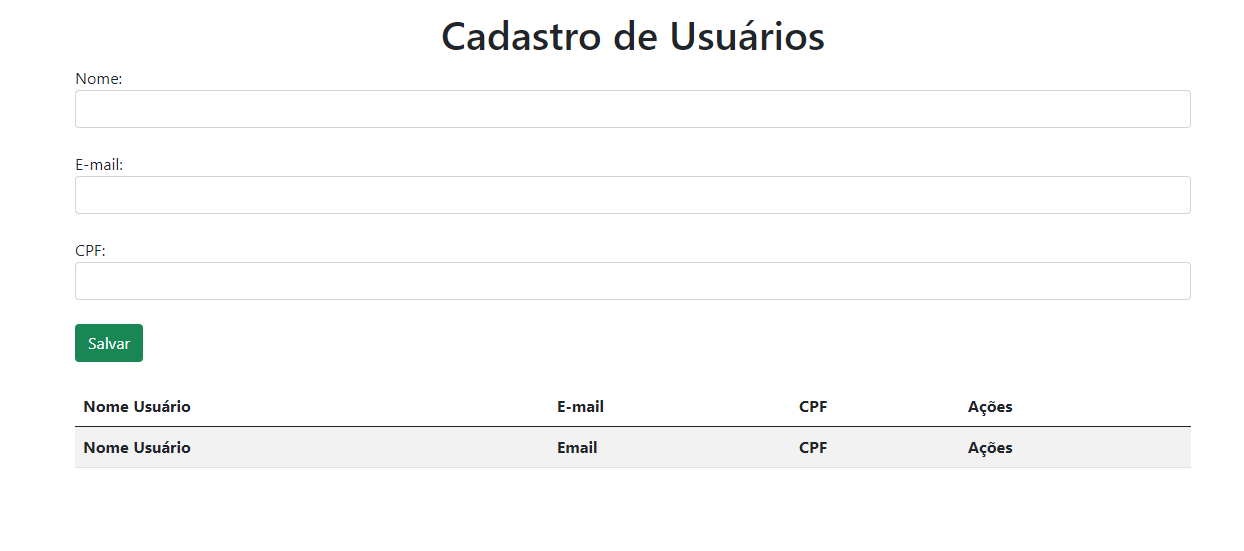 Cadastro de Usuários
Nome:
E-mail:
CPF:
Salvar
Nome Usuário E-mail CPF Ações
Nome Usuário Email CPF Ações